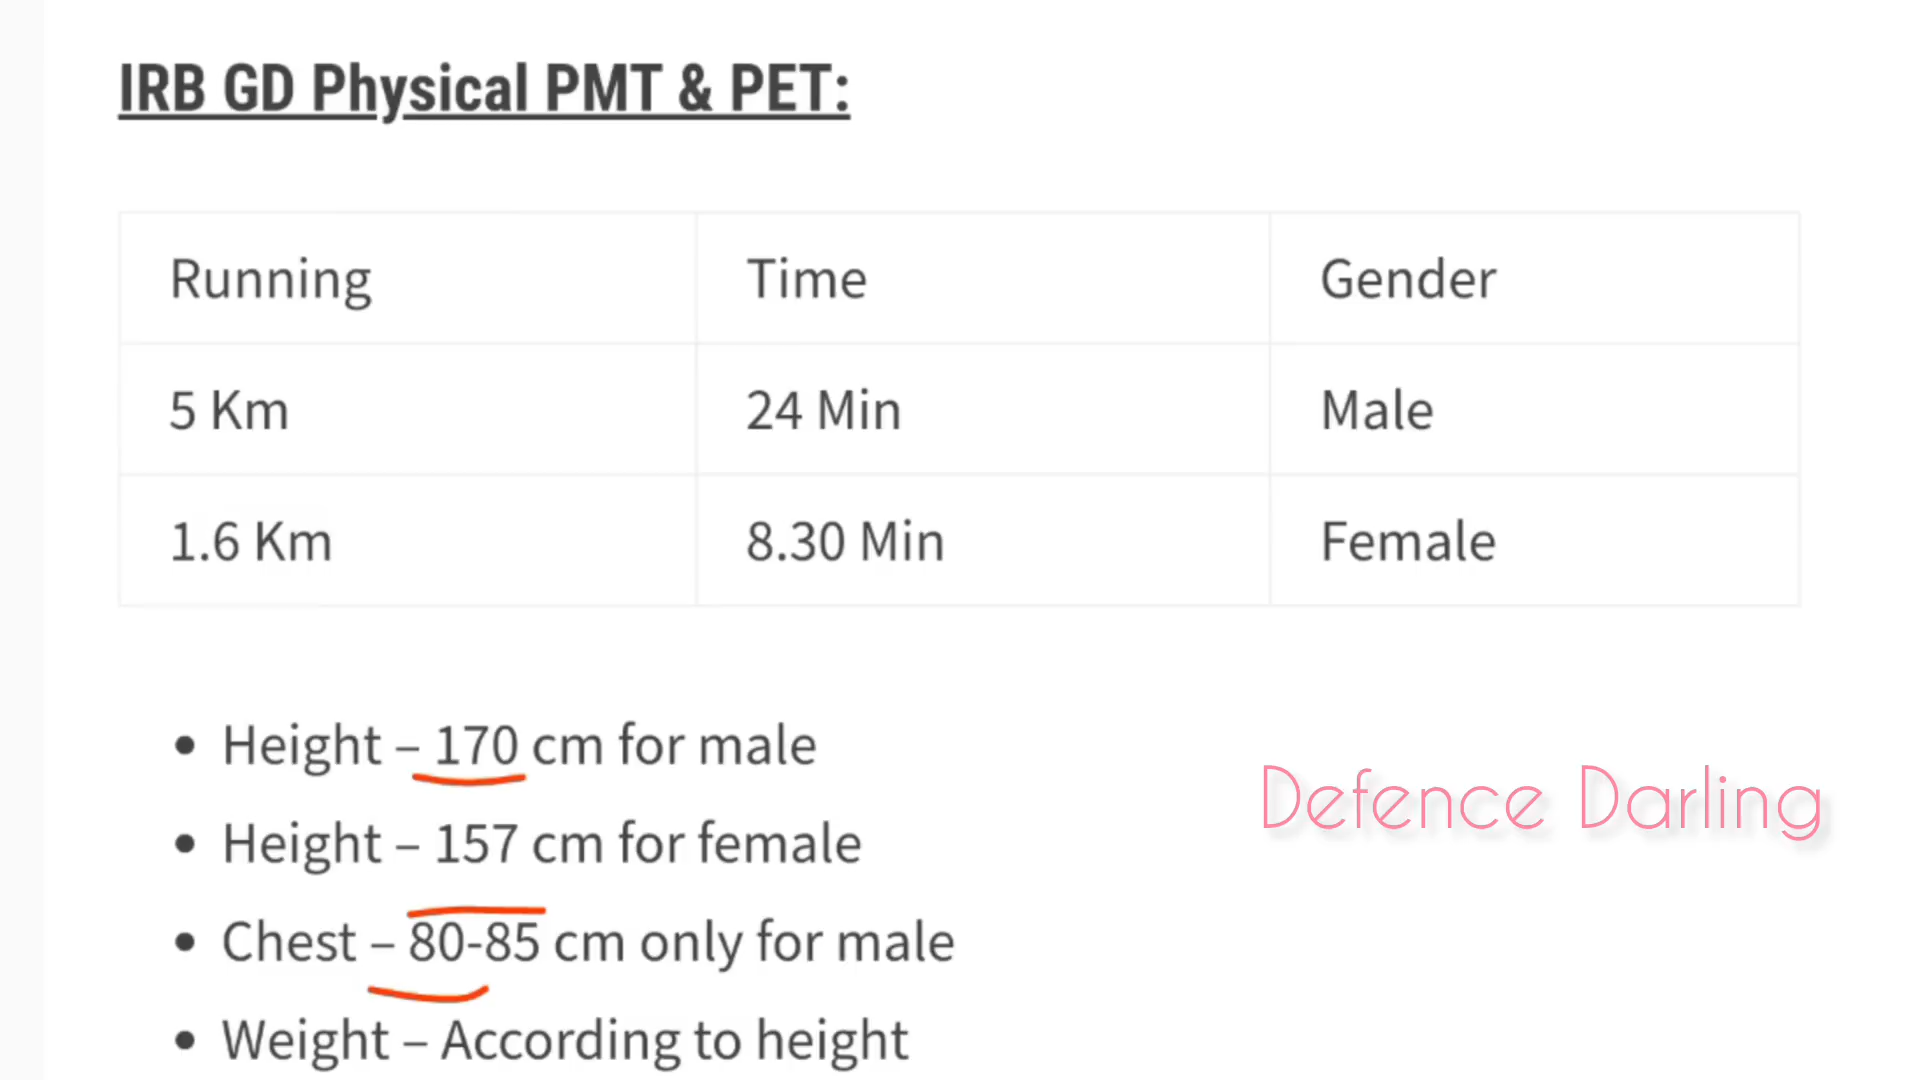 IRB GD Physical PMT & PET:
Running Time Gender
5 Km 24 Min Male
1.6 Km 8.30 Min Female
• Height – 170 cm for male
• Height – 157 cm for female
Defence Darling
• Chest – 80-85 cm only for male
• Weight – According to height